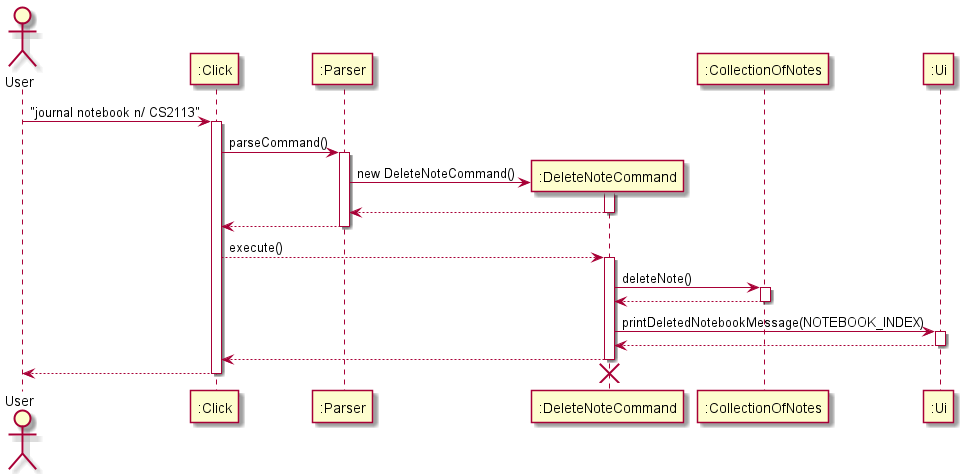 User
:Click
:Parser
:CollectionOfNotes
:Ui
"journal notebook n/ CS2113"
parseCommand()
new DeleteNoteCommand()
:DeleteNoteCommand
execute()
deleteNote()
printDeletedNotebookMessage(NOTEBOOK_INDEX)
User
:Click
:Parser
:DeleteNoteCommand
:CollectionOfNotes
:Ui